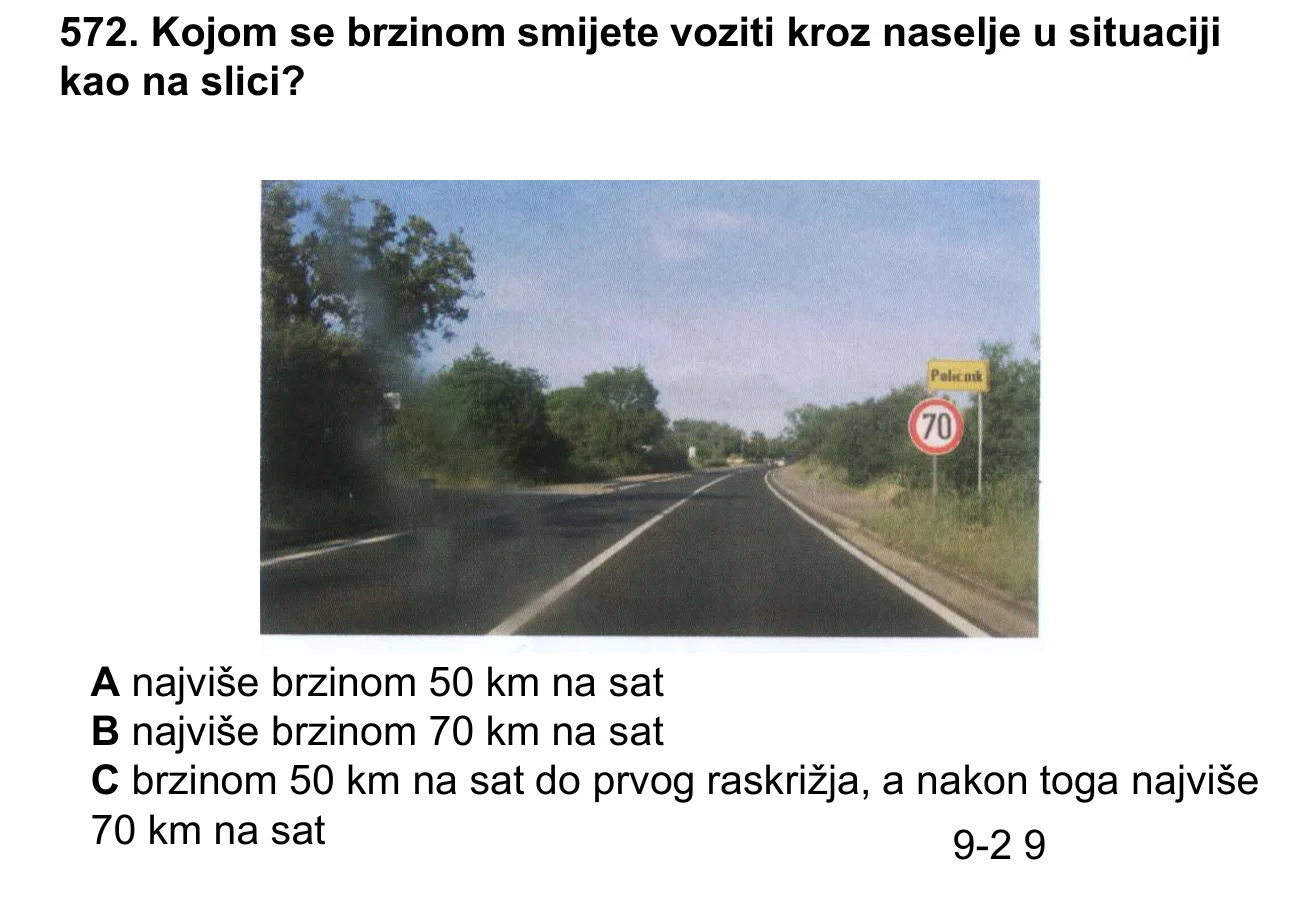 572. Kojom se brzinom smijete voziti kroz naselje u situaciji
kao na slici?
Poličnik
70
A najviše brzinom 50 km na sat
B najviše brzinom 70 km na sat
C brzinom 50 km na sat do prvog raskrižja, a nakon toga najviše
70 km na sat
9-2 9